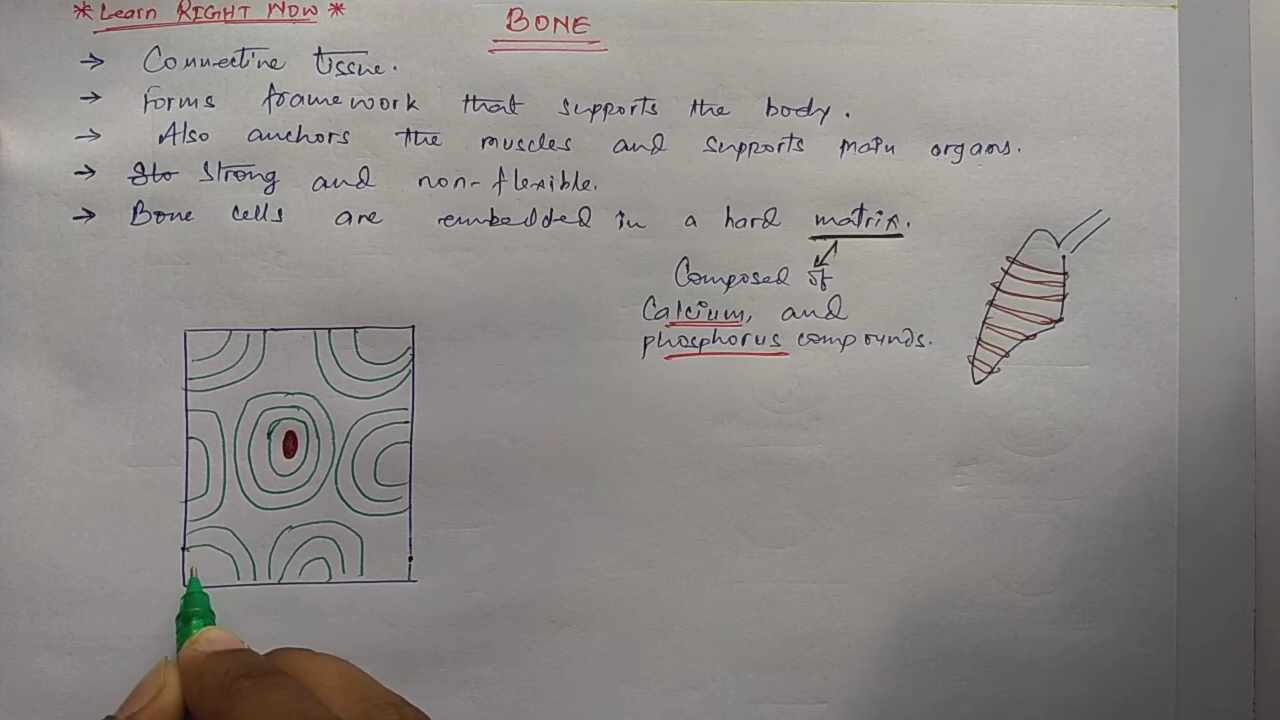 * Learn RIGHT NOW *
BONE
→ Connective tissue.
→ Forms framework that supports the body.
→ Also anchors the muscles and supports main organs.
→ Strong and non-flexible.
→ Bone cells are embedded in a hard matrix.
Composed of
Calcium, and
phosphorus compounds.